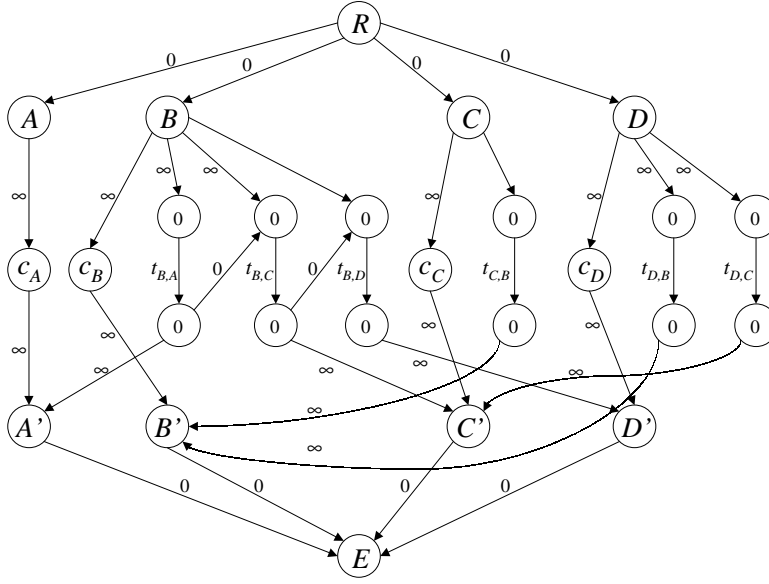 R
0 0 0 0
A B C D
∞ ∞ ∞ ∞ ∞ ∞ ∞ ∞
0 0 0 0 0 0
c_A c_B t_{B,A} 0 t_{B,C} 0 t_{B,D} c_C t_{C,B} c_D t_{D,B} t_{D,C}
0 0 0 0 0 0
∞ ∞ ∞ ∞ ∞ ∞ ∞ ∞ ∞
A' B' C' D'
∞
0 0 0 0
E